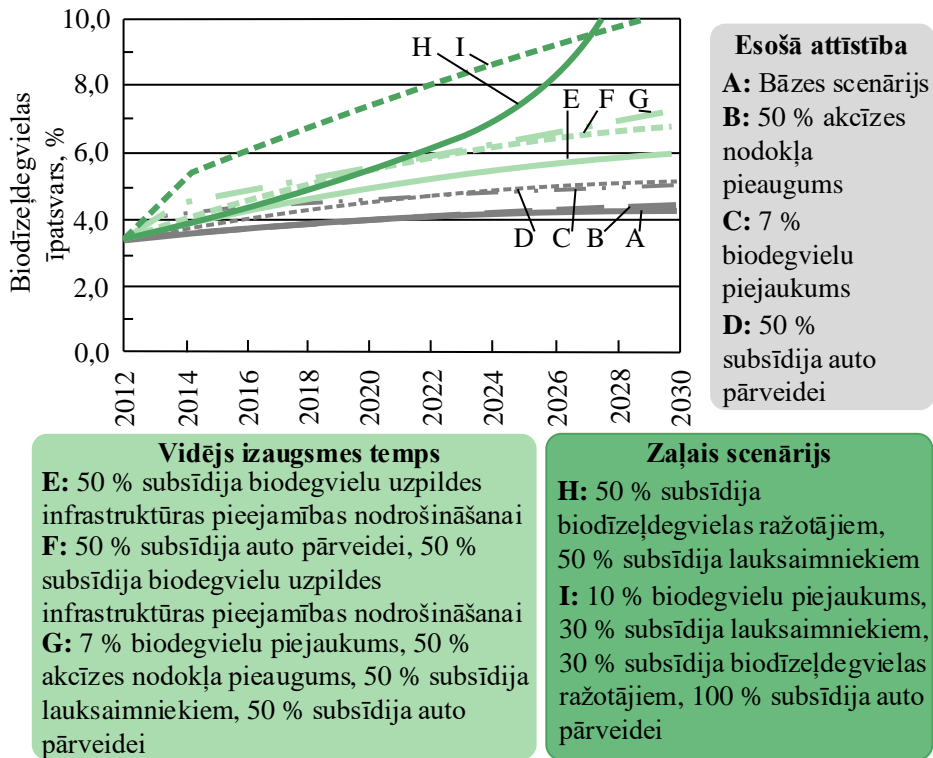 Biodīzeļdegvielas
īpatsvars, %
10,0
8,0
6,0
4,0
2,0
0,0
2012
2014
2016
2018
2020
2022
2024
2026
2028
2030
H
I
E
F
G
D
C
B
A
Esošā attīstība
A: Bāzes scenārijs
B: 50 % akcīzes
nodokļa
pieaugums
C: 7 %
biodegvielu
piejaukums
D: 50 %
subsīdija auto
pārveidei
Vidējs izaugsmes temps
E: 50 % subsīdija biodegvielu uzpildes
infrastruktūras pieejamības nodrošināšanai
F: 50 % subsīdija auto pārveidei, 50 %
subsīdija biodegvielu uzpildes
infrastruktūras pieejamības nodrošināšanai
G: 7 % biodegvielu piejaukums, 50 %
akcīzes nodokļa pieaugums, 50 % subsīdija
lauksaimniekiem, 50 % subsīdija auto
pārveidei
Zaļais scenārijs
H: 50 % subsīdija
biodīzeļdegvielas ražotājiem,
50 % subsīdija lauksaimniekiem
I: 10 % biodegvielu piejaukums,
30 % subsīdija lauksaimniekiem,
30 % subsīdija biodīzeļdegvielas
ražotājiem, 100 % subsīdija auto
pārveidei